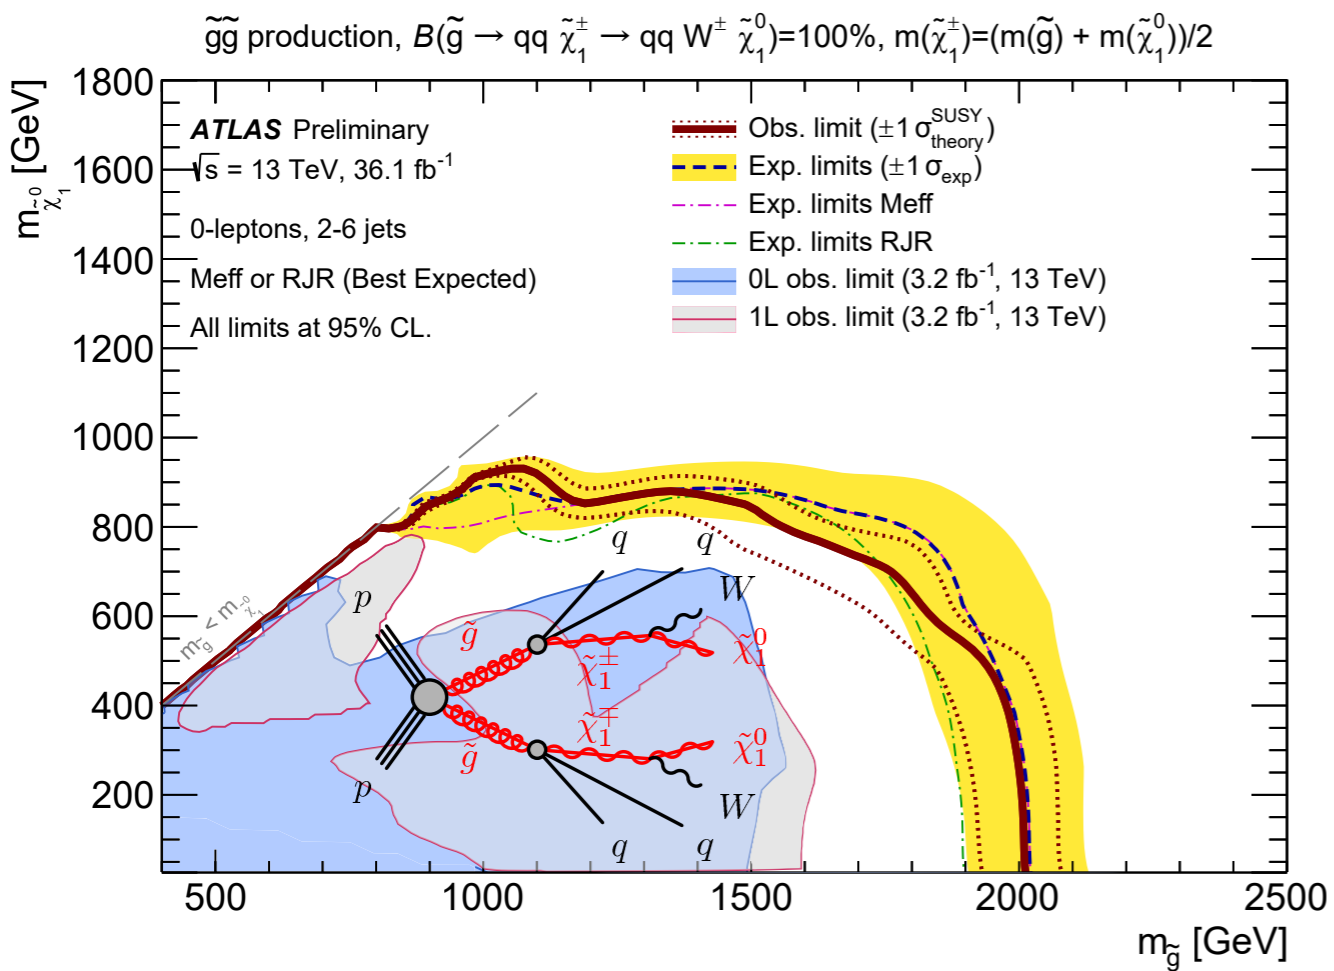 g̃g̃ production, B(g̃ → qq χ̃₁± → qq W± χ̃₁⁰)=100%, m(χ̃₁±)=(m(g̃) + m(χ̃₁⁰))/2
m_χ̃₁⁰ [GeV]
1800
1600
1400
1200
1000
800
600
400
200
ATLAS Preliminary
√s = 13 TeV, 36.1 fb⁻¹
0-leptons, 2-6 jets
Meff or RJR (Best Expected)
All limits at 95% CL.
Obs. limit (±1 σ_theory^SUSY)
Exp. limits (±1 σ_exp)
Exp. limits Meff
Exp. limits RJR
0L obs. limit (3.2 fb⁻¹, 13 TeV)
1L obs. limit (3.2 fb⁻¹, 13 TeV)
m_g̃ < m_χ̃₁⁰
q q
p W
g̃ χ̃₁⁰
χ̃₁±
χ̃₁∓
g̃ χ̃₁⁰
p W
q q
500 1000 1500 2000 2500
m_g̃ [GeV]